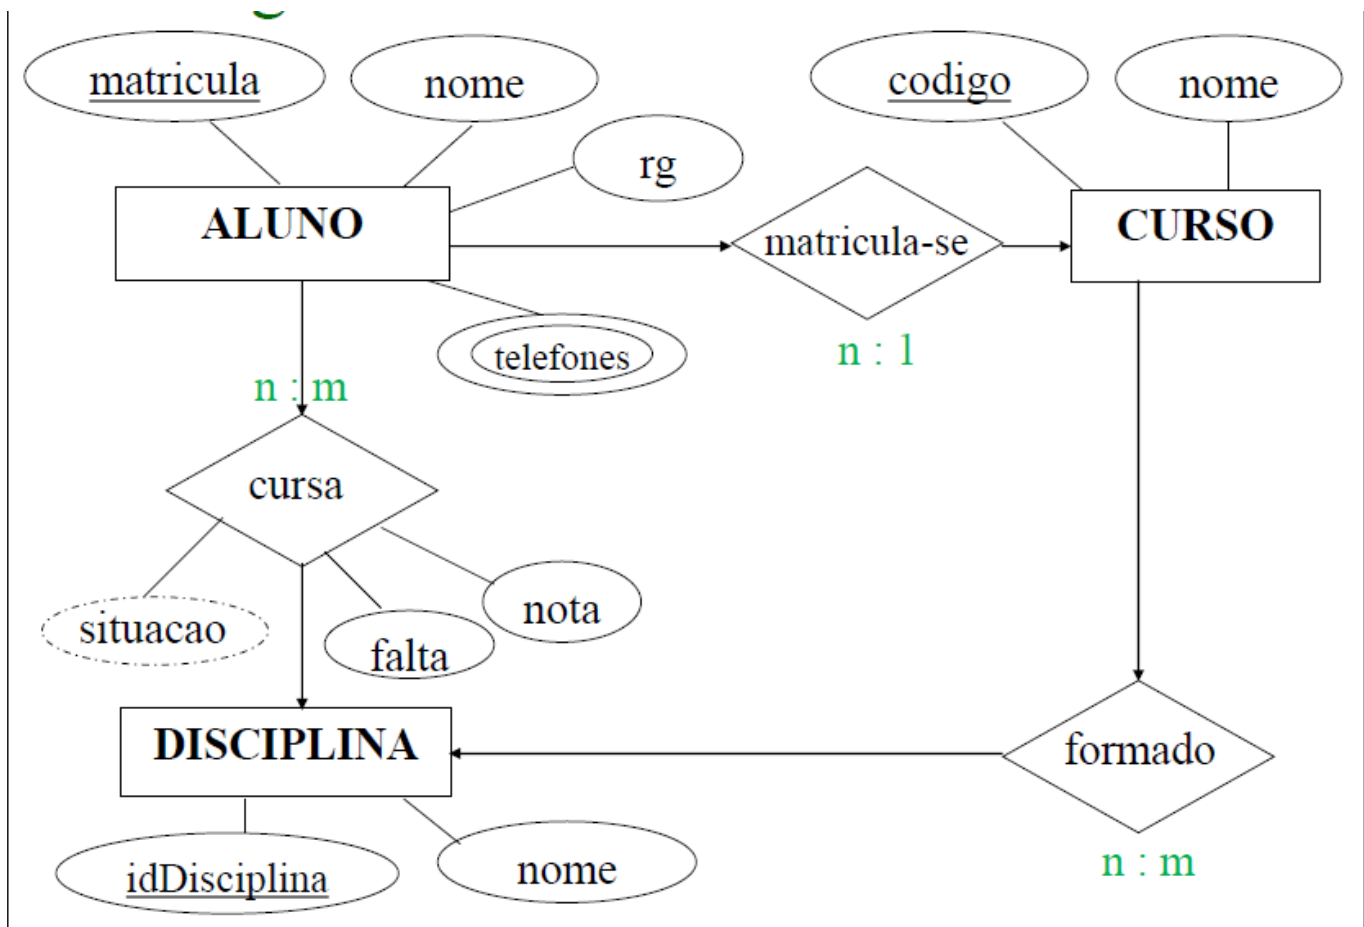 matricula
nome
codigo
nome
rg
ALUNO
CURSO
matricula-se
telefones
n : 1
n : m
cursa
nota
situacao
falta
DISCIPLINA
formado
idDisciplina
nome
n : m